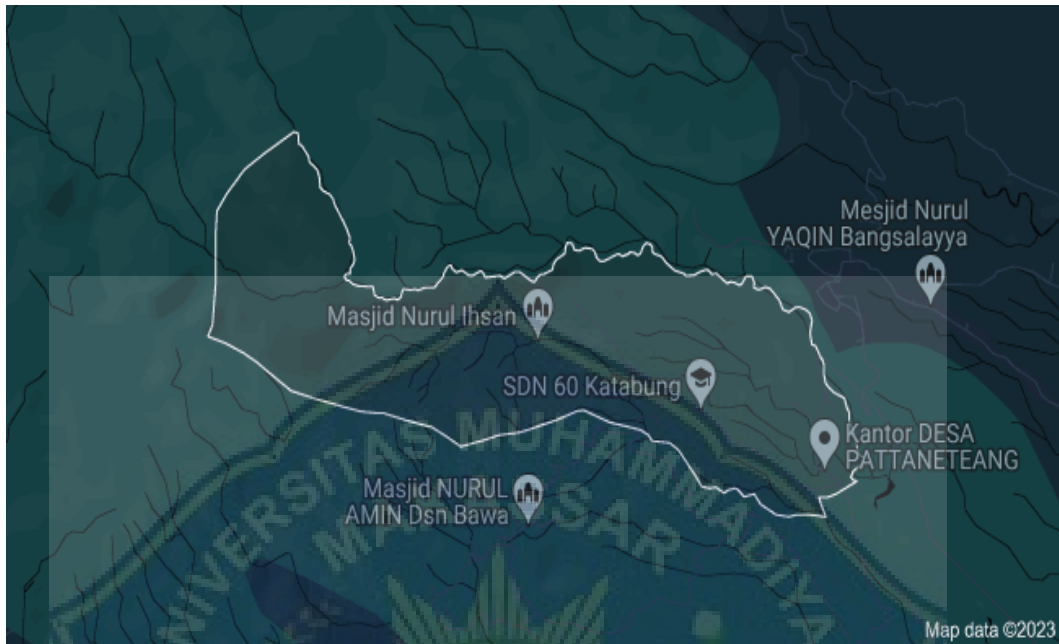 Mesjid Nurul
YAQIN Bangsalayya
Masjid Nurul Ihsan
SDN 60 Katabung
Kantor DESA
PATTANETEANG
Masjid NURUL
AMIN Dsn Bawa
UNIVERSITAS MUHAMMADIYA
MAKASSAR
Map data ©2023